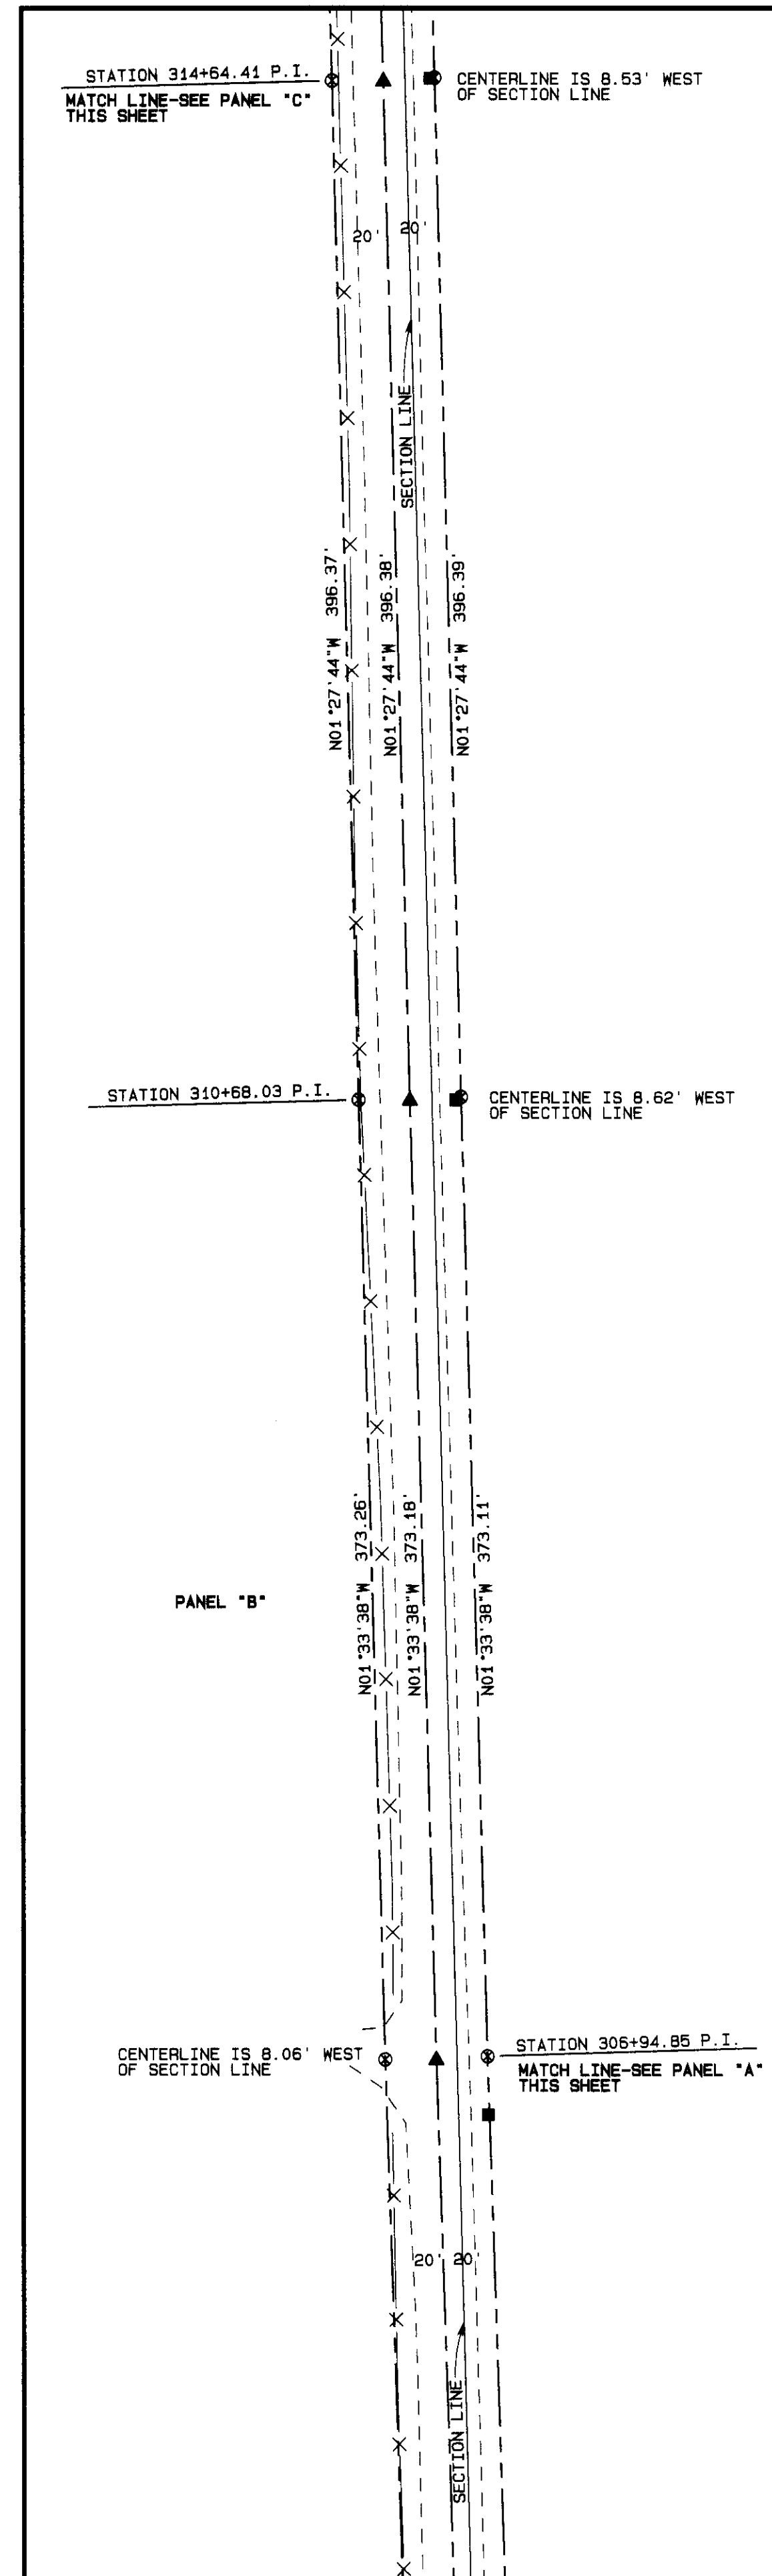 STATION 314+64.41 P.I.
MATCH LINE-SEE PANEL "C"
THIS SHEET
CENTERLINE IS 8.53' WEST
OF SECTION LINE
20'
20'
SECTION LINE
N01°27'44"W 396.37'
N01°27'44"W 396.38'
N01°27'44"W 396.39'
STATION 310+68.03 P.I.
CENTERLINE IS 8.62' WEST
OF SECTION LINE
N01°33'38"W 373.26'
N01°33'38"W 373.18'
N01°33'38"W 373.11'
PANEL "B"
CENTERLINE IS 8.06' WEST
OF SECTION LINE
STATION 306+94.85 P.I.
MATCH LINE-SEE PANEL "A"
THIS SHEET
20'
20'
SECTION LINE